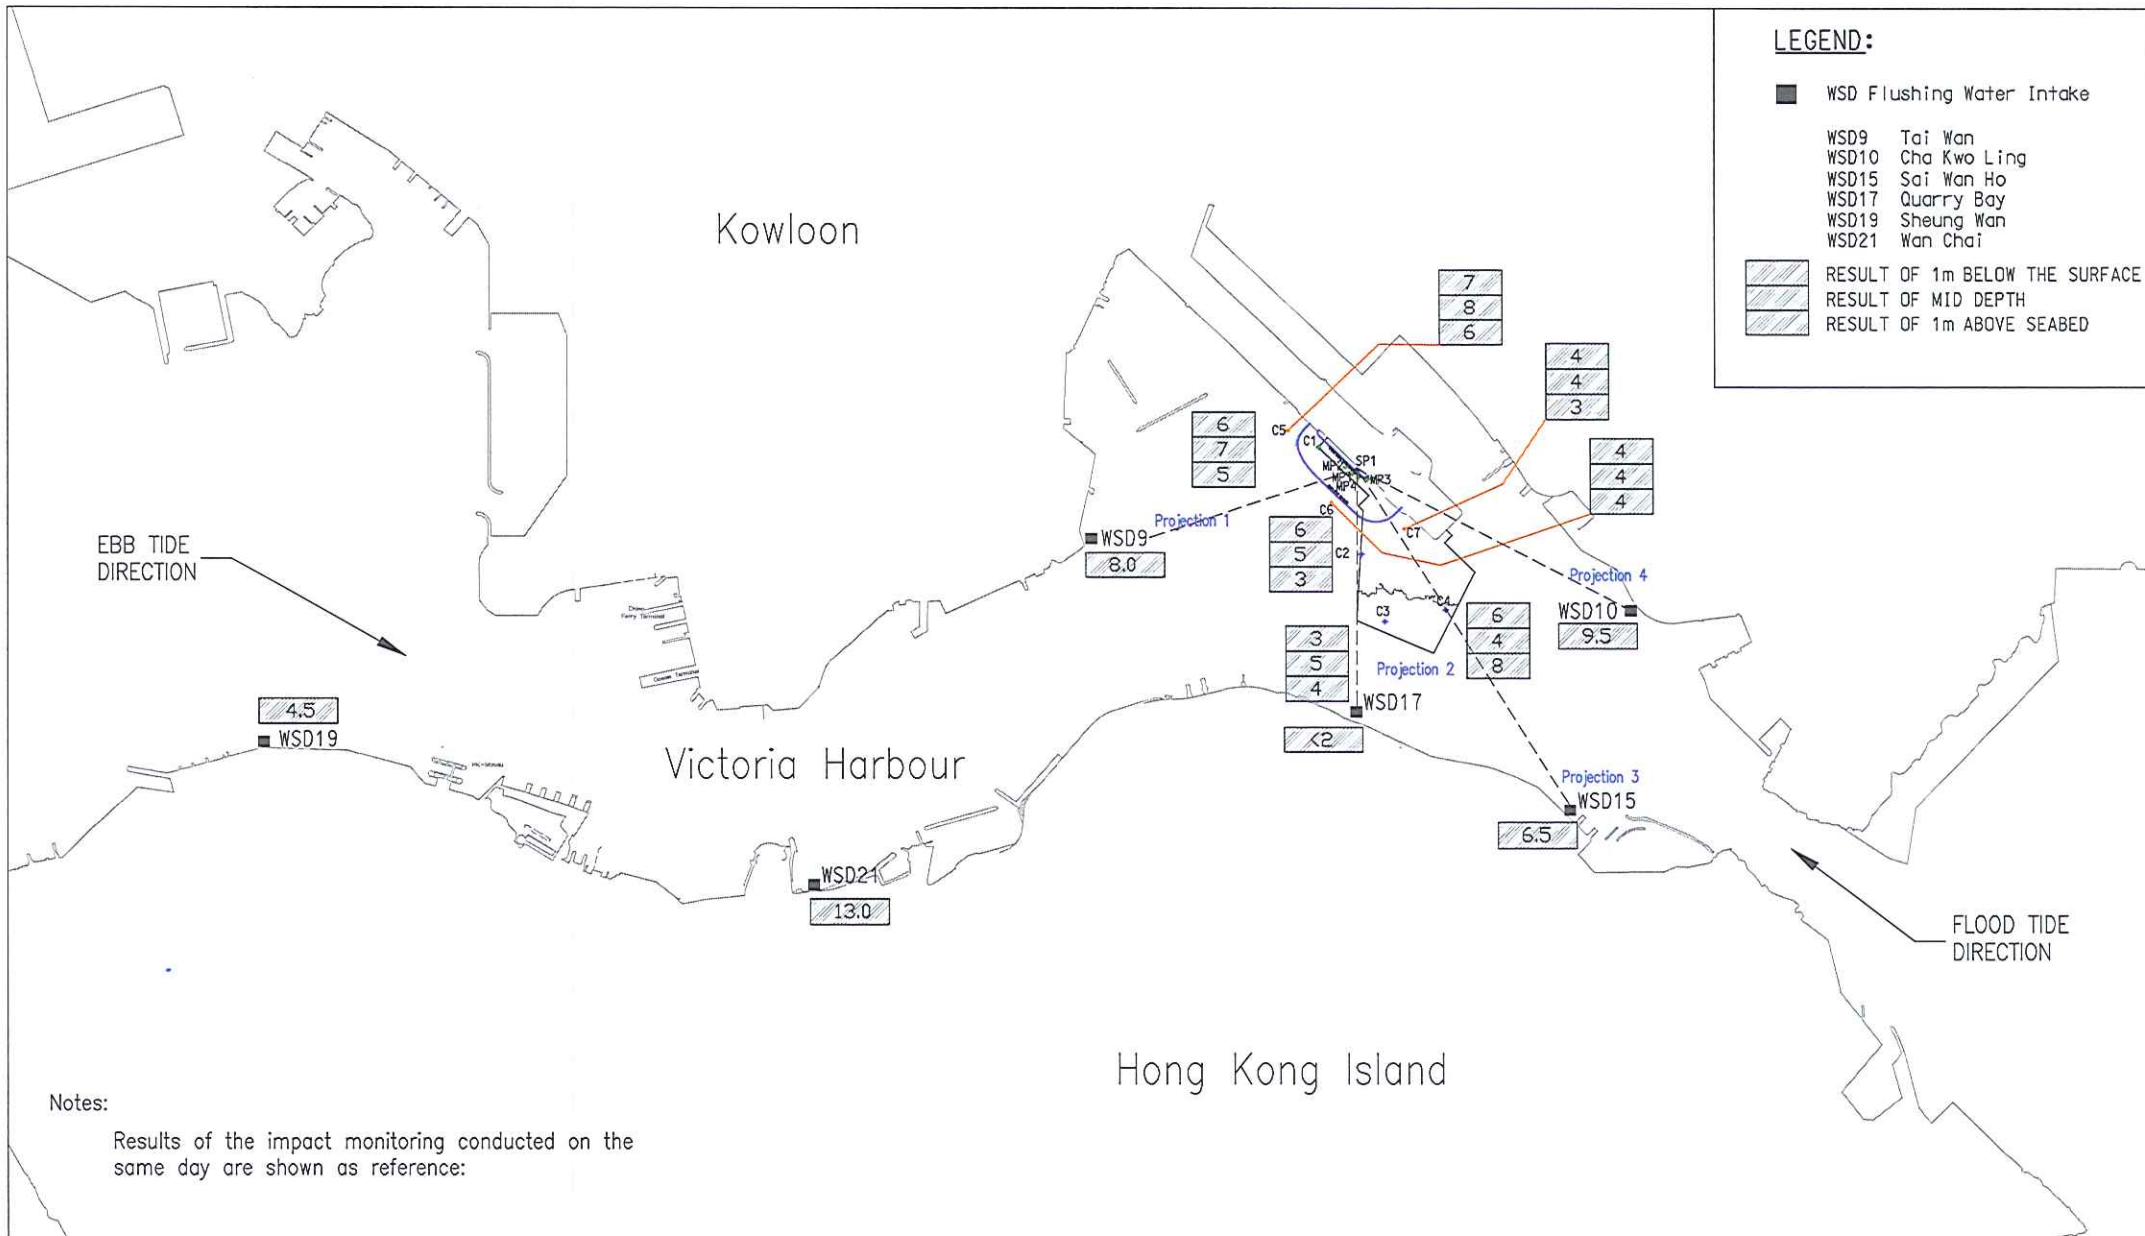 LEGEND:
WSD Flushing Water Intake
WSD9 Tai Wan
WSD10 Cha Kwo Ling
WSD15 Sai Wan Ho
WSD17 Quarry Bay
WSD19 Sheung Wan
WSD21 Wan Chai
RESULT OF 1m BELOW THE SURFACE
RESULT OF MID DEPTH
RESULT OF 1m ABOVE SEABED
Kowloon
7
8
6
4
4
3
6
7
5
4
4
4
C5
C1
SP1
MP2
MP3
MP4
C6
C7
Projection 1
WSD9
8.0
6
5
3
C2
EBB TIDE
DIRECTION
Projection 4
WSD10
9.5
C3
C4
6
4
8
3
5
4
Projection 2
Ferry Terminal
Ocean Terminal
WSD17
<2
4.5
WSD19
Victoria Harbour
Projection 3
WSD15
6.5
WSD21
13.0
FLOOD TIDE
DIRECTION
Hong Kong Island
Notes:
Results of the impact monitoring conducted on the
same day are shown as reference: